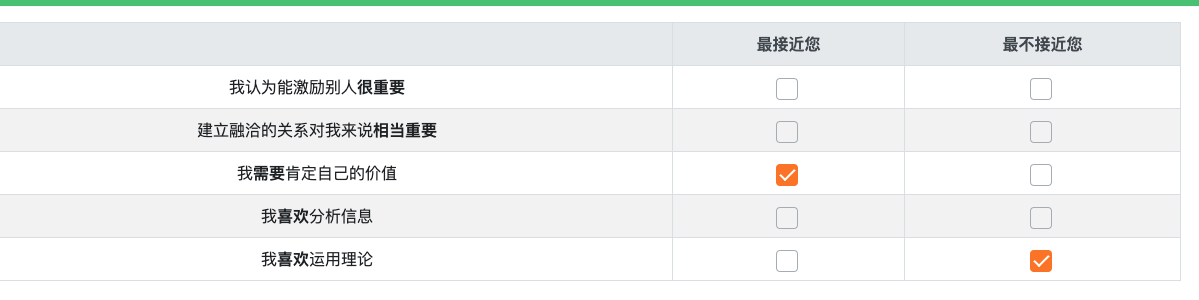 最接近您 最不接近您
我认为能激励别人很重要
建立融洽的关系对我来说相当重要
我需要肯定自己的价值
我喜欢分析信息
我喜欢运用理论